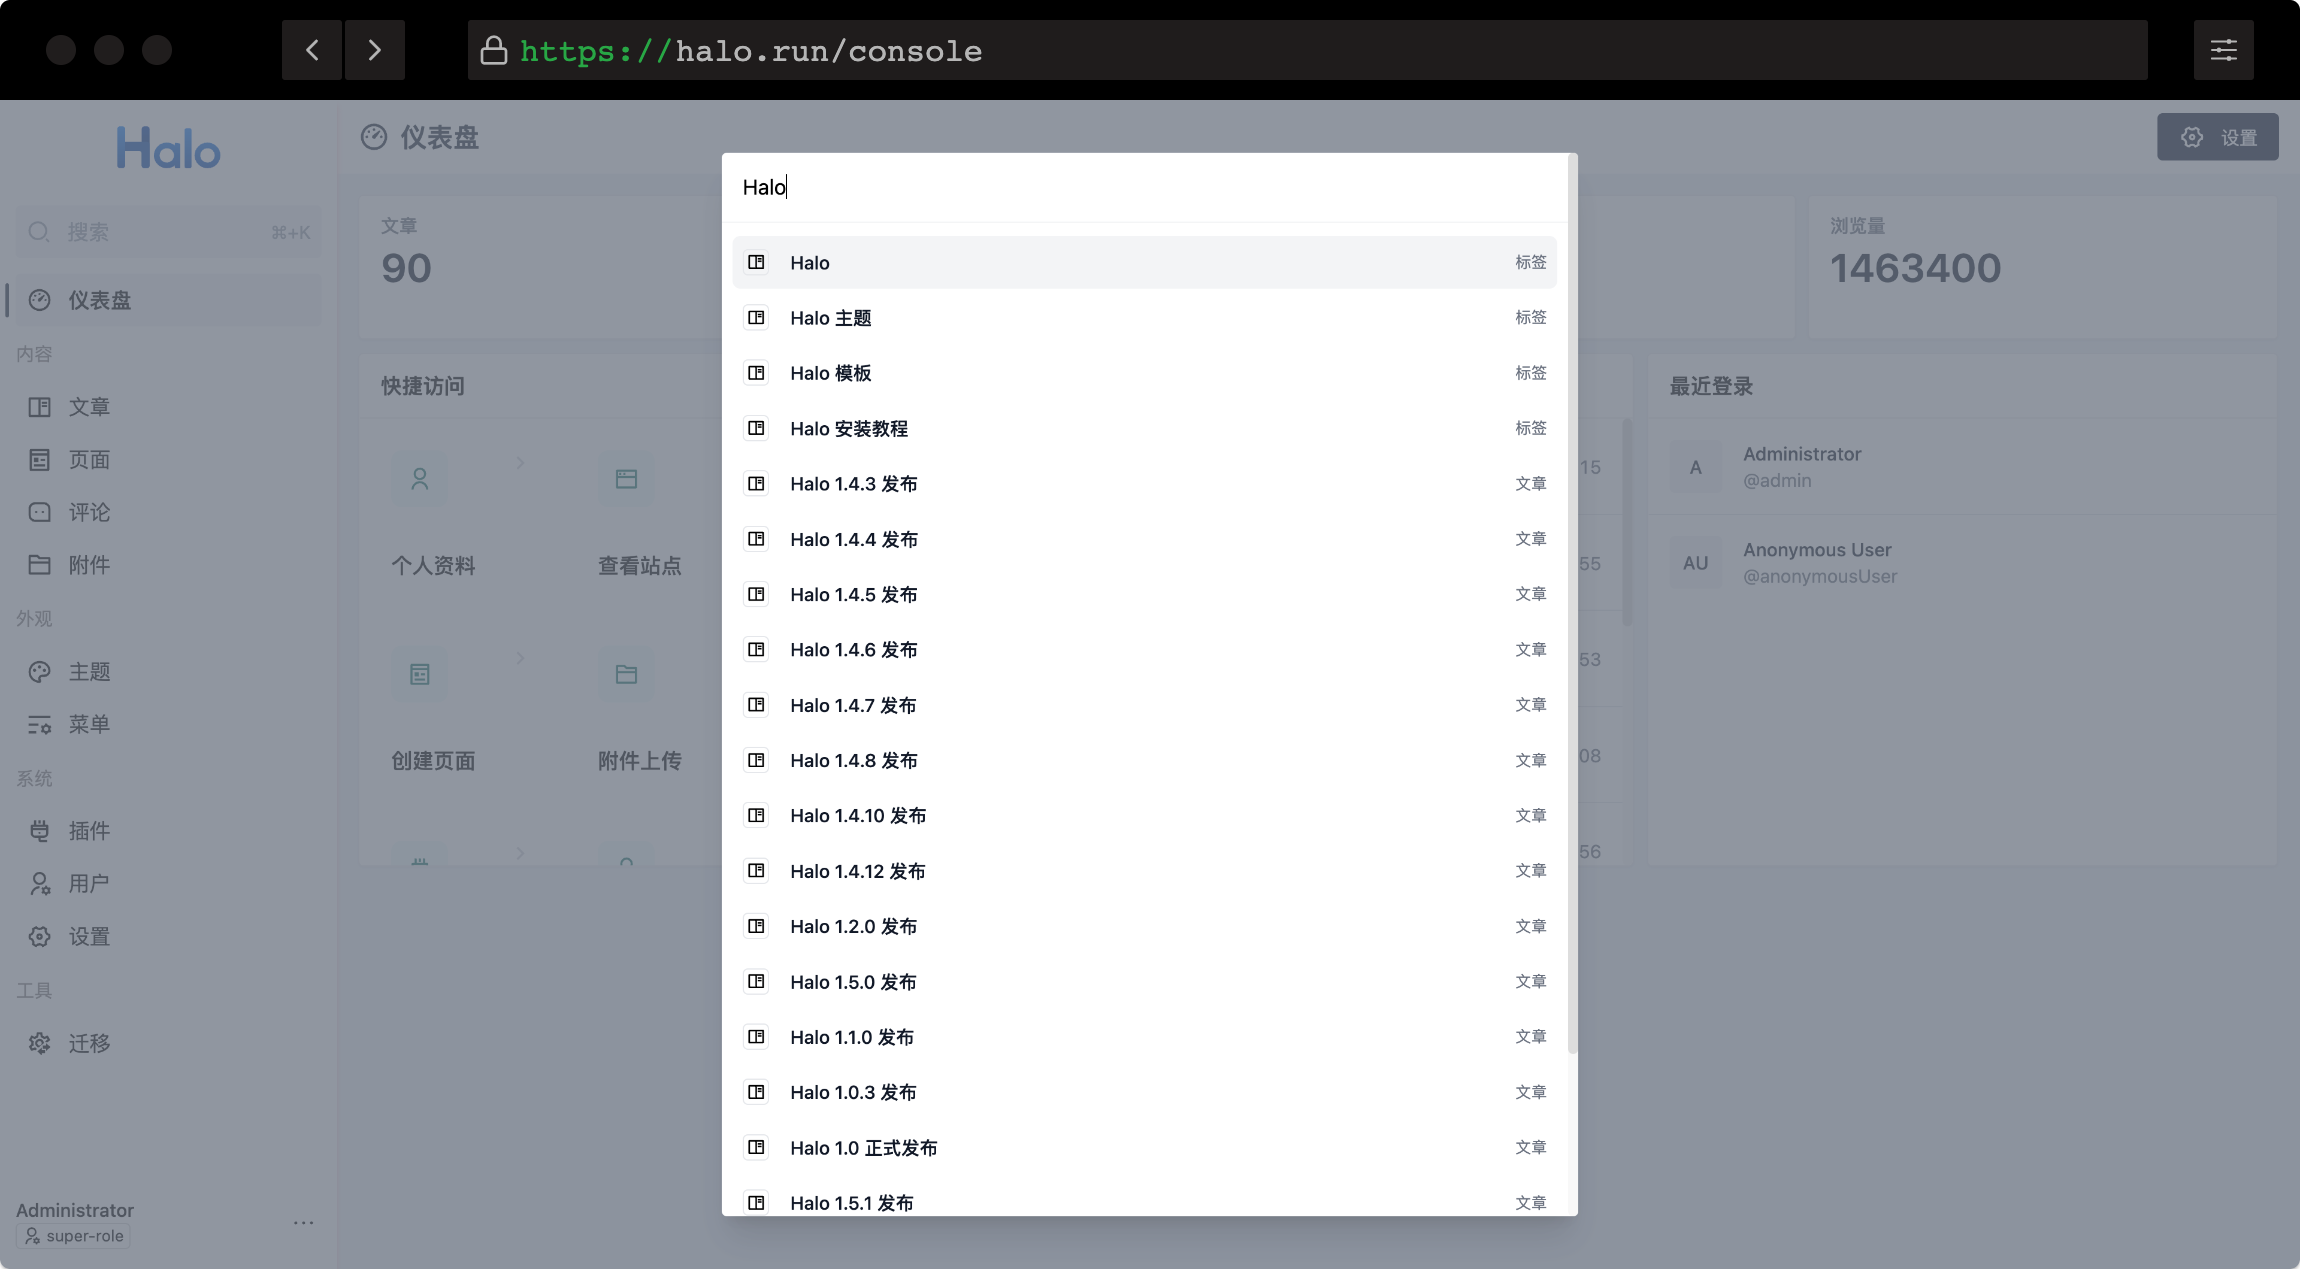 https://halo.run/console
Halo
搜索 ⌘+K
仪表盘
内容
文章
页面
评论
附件
外观
主题
菜单
系统
插件
用户
设置
工具
迁移
Administrator
super-role
仪表盘
设置
文章
90
浏览量
1463400
快捷访问
个人资料
查看站点
创建页面
附件上传
15
55
53
08
56
最近登录
A
Administrator
@admin
AU
Anonymous User
@anonymousUser
Halo
Halo 标签
Halo 主题 标签
Halo 模板 标签
Halo 安装教程 标签
Halo 1.4.3 发布 文章
Halo 1.4.4 发布 文章
Halo 1.4.5 发布 文章
Halo 1.4.6 发布 文章
Halo 1.4.7 发布 文章
Halo 1.4.8 发布 文章
Halo 1.4.10 发布 文章
Halo 1.4.12 发布 文章
Halo 1.2.0 发布 文章
Halo 1.5.0 发布 文章
Halo 1.1.0 发布 文章
Halo 1.0.3 发布 文章
Halo 1.0 正式发布 文章
Halo 1.5.1 发布 文章